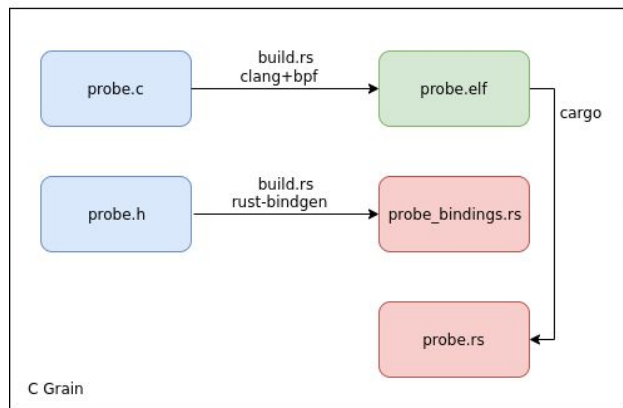 build.rs
clang+bpf
probe.c
probe.elf
cargo
build.rs
rust-bindgen
probe.h
probe_bindings.rs
probe.rs
C Grain